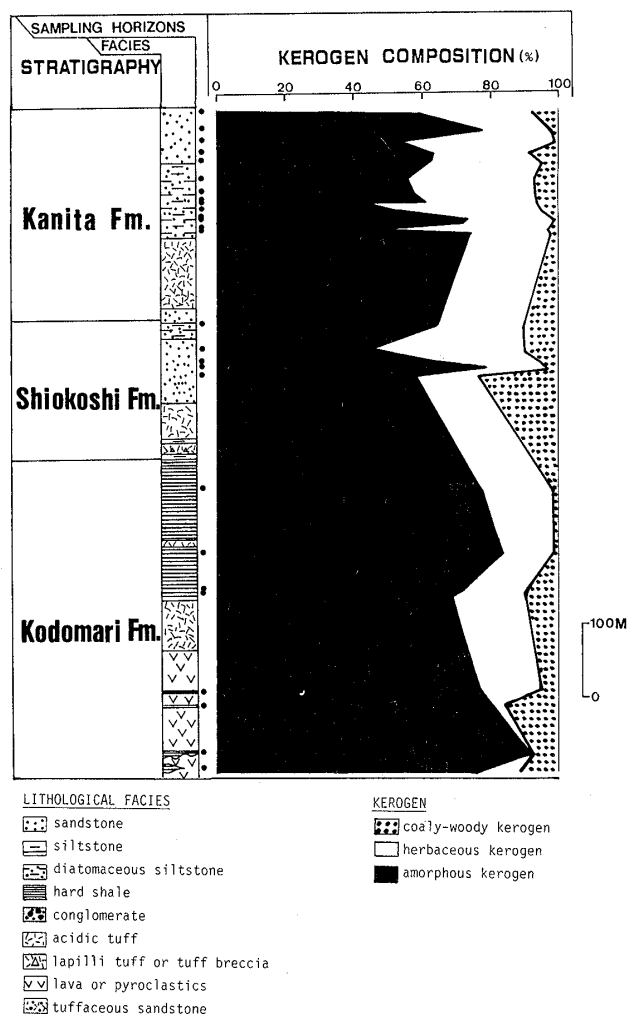 SAMPLING HORIZONS
FACIES
STRATIGRAPHY
KEROGEN COMPOSITION (%)
0 20 40 60 80 100
Kanita Fm.
Shiokoshi Fm.
Kodomari Fm.
100M
0
LITHOLOGICAL FACIES
sandstone
siltstone
diatomaceous siltstone
hard shale
conglomerate
acidic tuff
lapilli tuff or tuff breccia
lava or pyroclastics
tuffaceous sandstone
KEROGEN
coaly-woody kerogen
herbaceous kerogen
amorphous kerogen